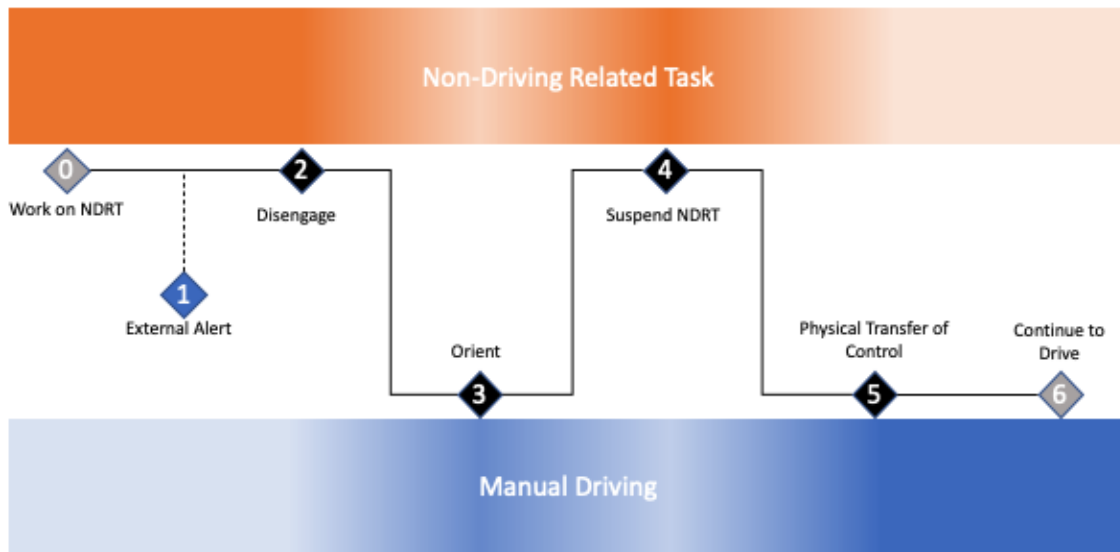 Non-Driving Related Task
0
2
4
Work on NDRT
Disengage
Suspend NDRT
1
External Alert
Orient
Physical Transfer of
Control
Continue to
Drive
3
5
6
Manual Driving